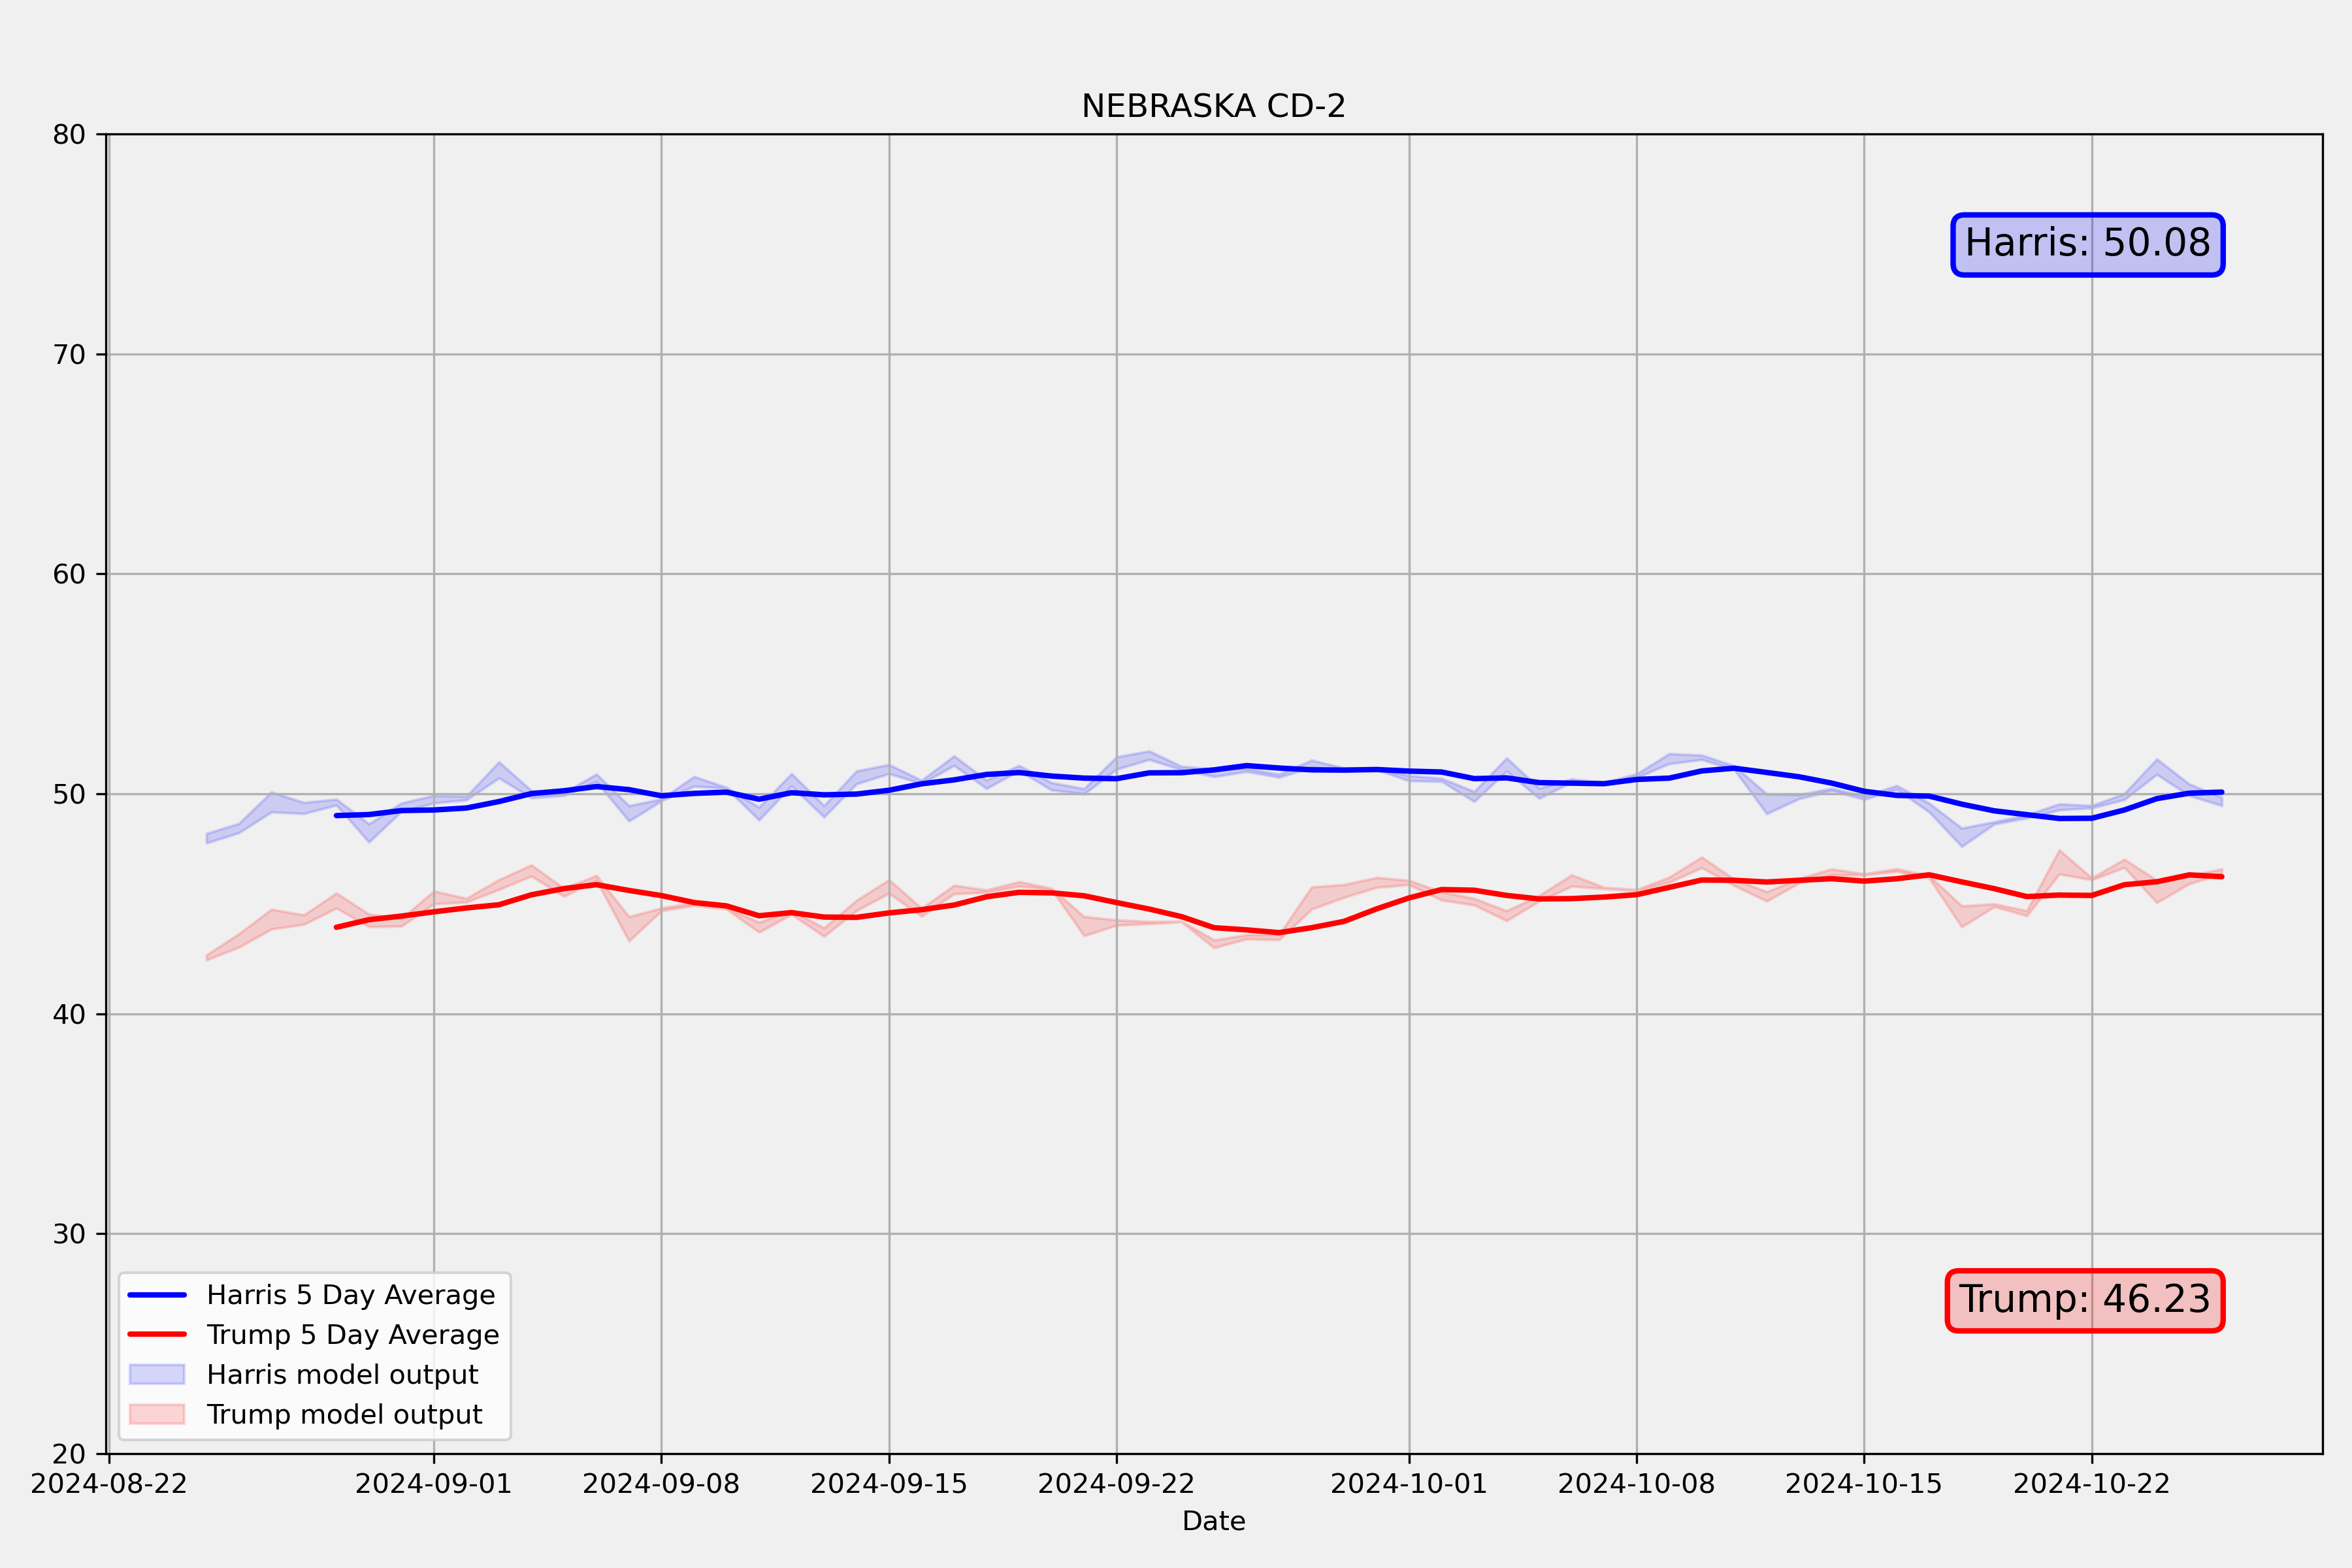 NEBRASKA CD-2
80
70
60
50
40
30
20
Harris: 50.08
Trump: 46.23
Harris 5 Day Average
Trump 5 Day Average
Harris model output
Trump model output
2024-08-22 2024-09-01 2024-09-08 2024-09-15 2024-09-22 2024-10-01 2024-10-08 2024-10-15 2024-10-22
Date